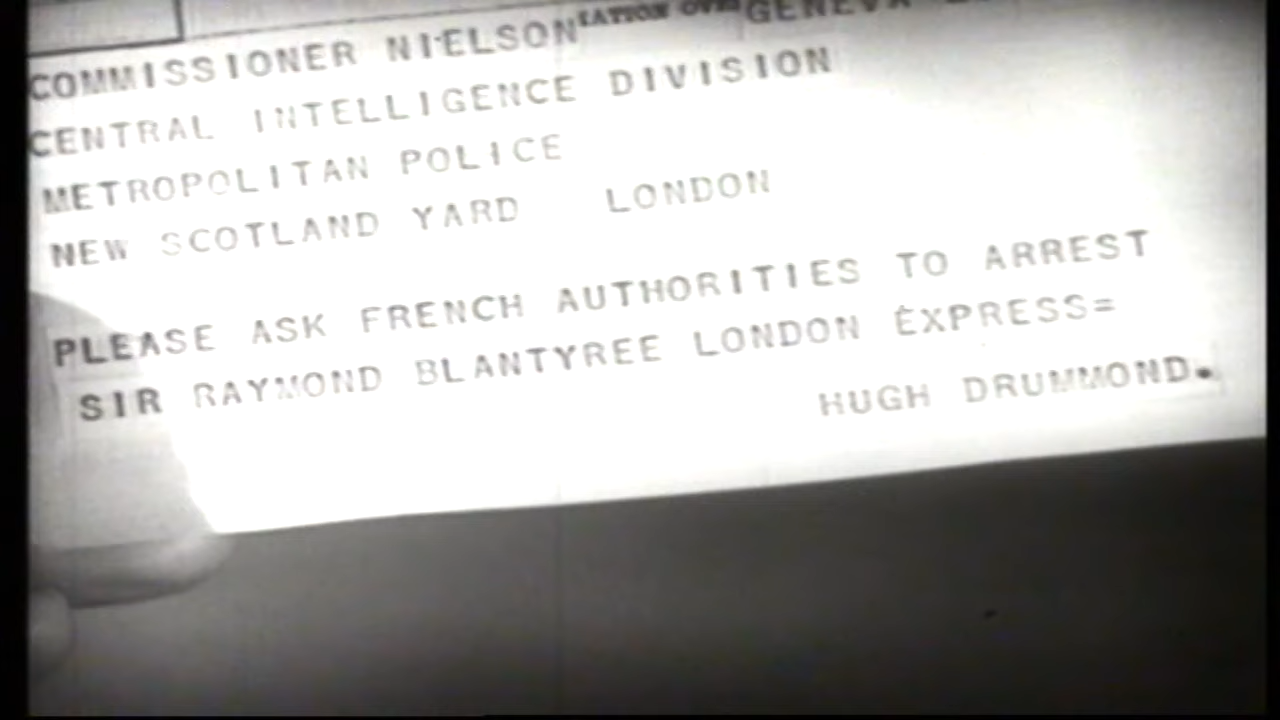 GENEVA
COMMISSIONER NIELSON
CENTRAL INTELLIGENCE DIVISION
METROPOLITAN POLICE
NEW SCOTLAND YARD LONDON
PLEASE ASK FRENCH AUTHORITIES TO ARREST
SIR RAYMOND BLANTYREE LONDON EXPRESS=
HUGH DRUMMOND.